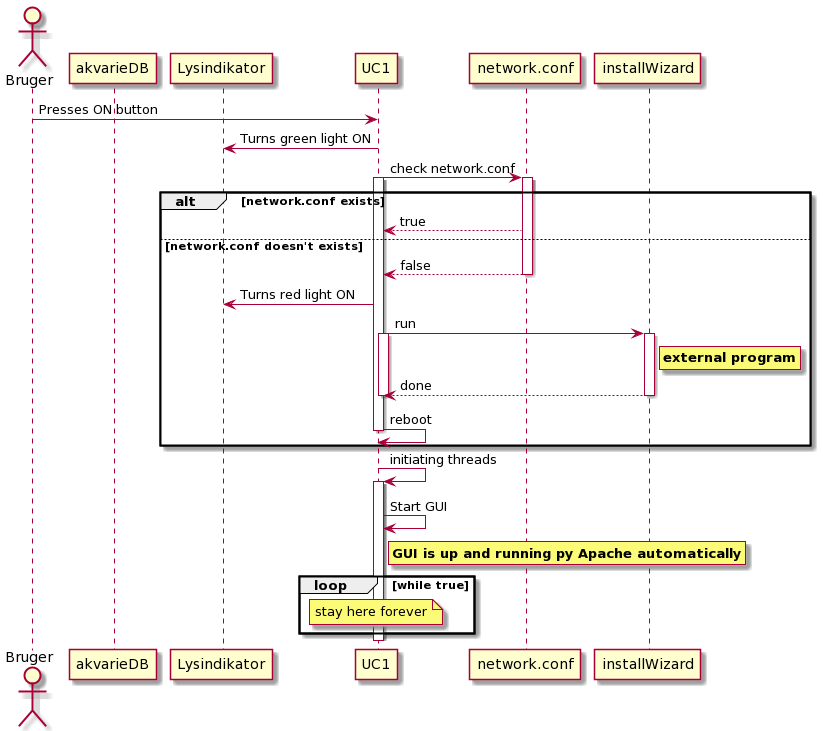 Bruger
akvarieDB
Lysindikator
UC1
network.conf
installWizard
Presses ON button
Turns green light ON
check network.conf
alt
[network.conf exists]
true
[network.conf doesn't exists]
false
Turns red light ON
run
external program
done
reboot
initiating threads
Start GUI
GUI is up and running py Apache automatically
loop
[while true]
stay here forever
Bruger
akvarieDB
Lysindikator
UC1
network.conf
installWizard